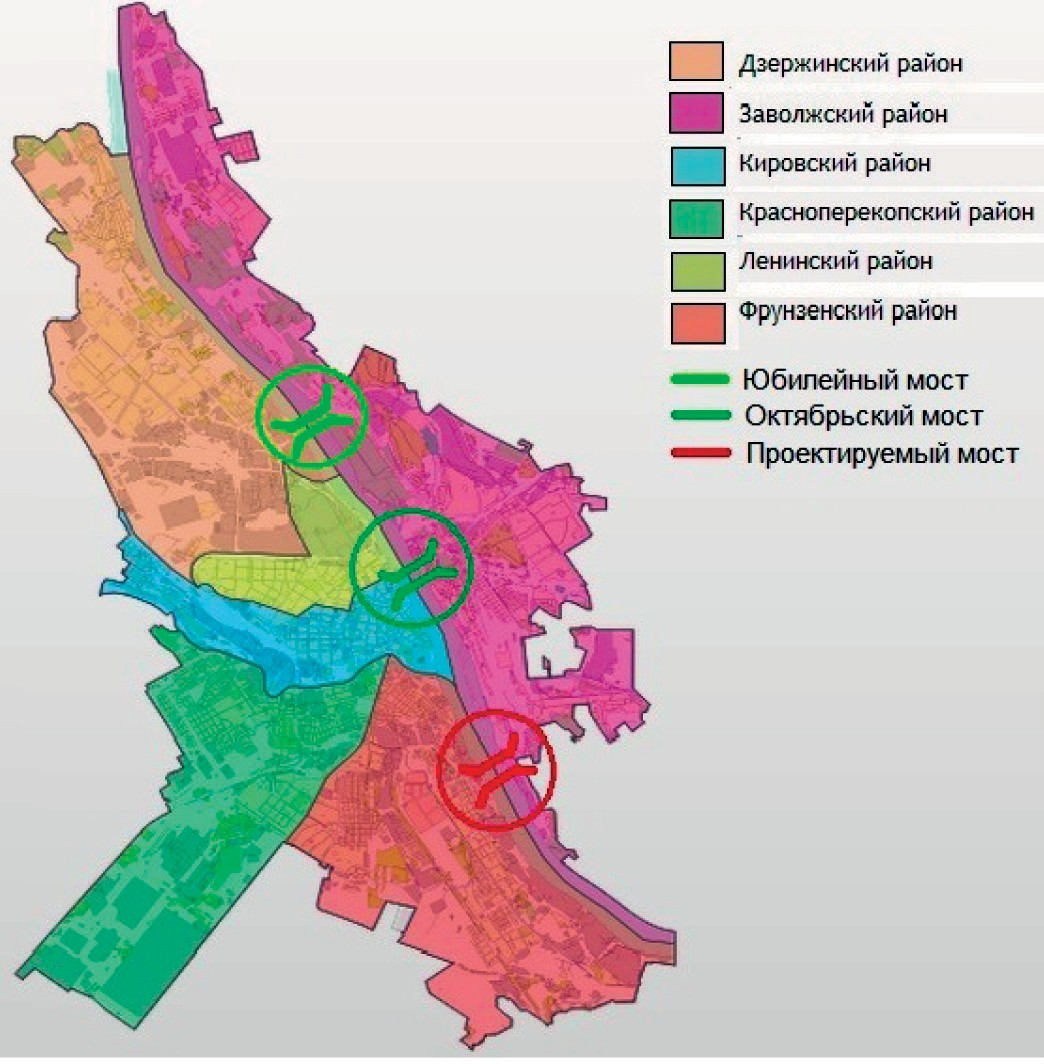 Дзержинский район
Заволжский район
Кировский район
Красноперекопский район
Ленинский район
Фрунзенский район
Юбилейный мост
Октябрьский мост
Проектируемый мост